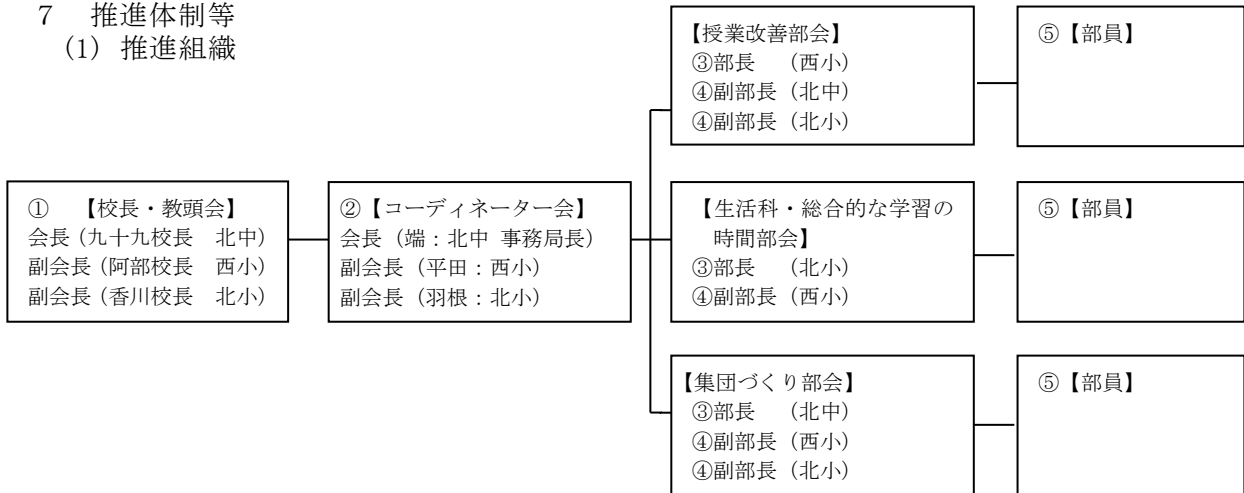 7　推進体制等
(1) 推進組織
①　【校長・教頭会】
会長（九十九校長　北中）
副会長（阿部校長　西小）
副会長（香川校長　北小）
②【コーディネーター会】
会長（端：北中 事務局長）
副会長（平田：西小）
副会長（羽根：北小）
【授業改善部会】
③部長　（西小）
④副部長（北中）
④副部長（北小）
⑤【部員】
【生活科・総合的な学習の
時間部会】
③部長　（北小）
④副部長（西小）
⑤【部員】
【集団づくり部会】
③部長　（北中）
④副部長（西小）
④副部長（北小）
⑤【部員】